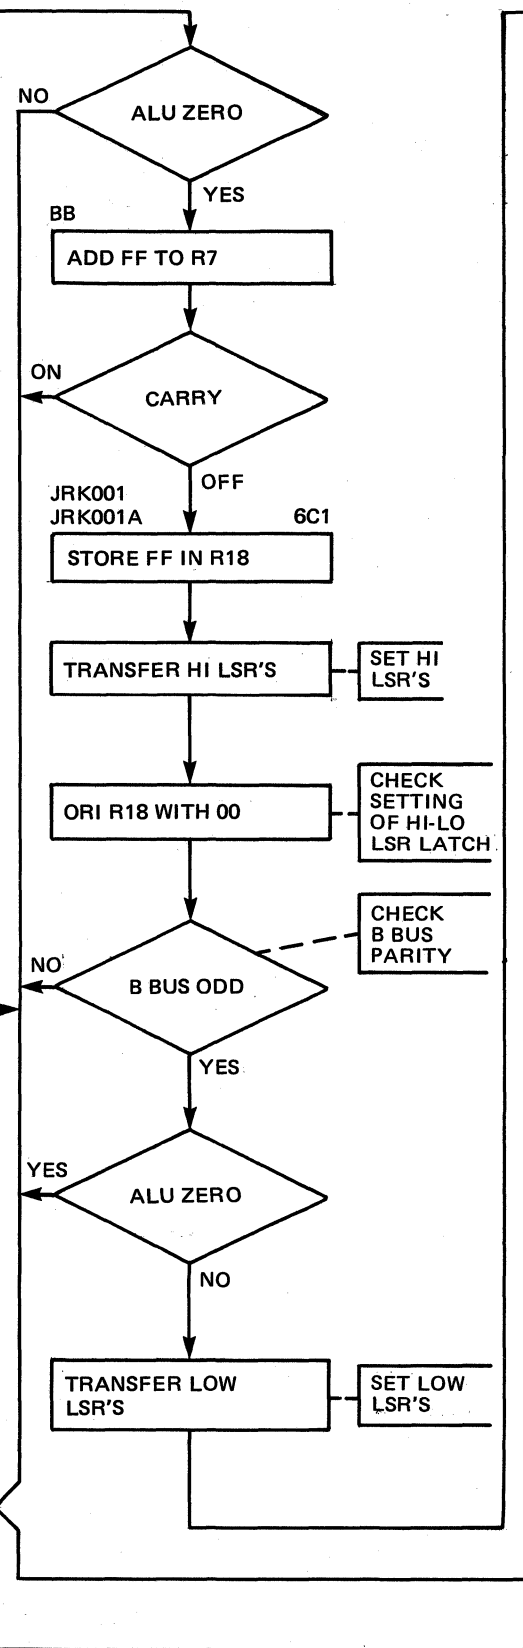 NO
ALU ZERO
YES
BB
ADD FF TO R7
ON
CARRY
OFF
JRK001
JRK001A 6C1
STORE FF IN R18
TRANSFER HI LSR'S
SET HI
LSR'S
ORI R18 WITH 00
CHECK
SETTING
OF HI-LO
LSR LATCH
CHECK
B BUS
PARITY
NO
B BUS ODD
YES
YES
ALU ZERO
NO
TRANSFER LOW
LSR'S
SET LOW
LSR'S